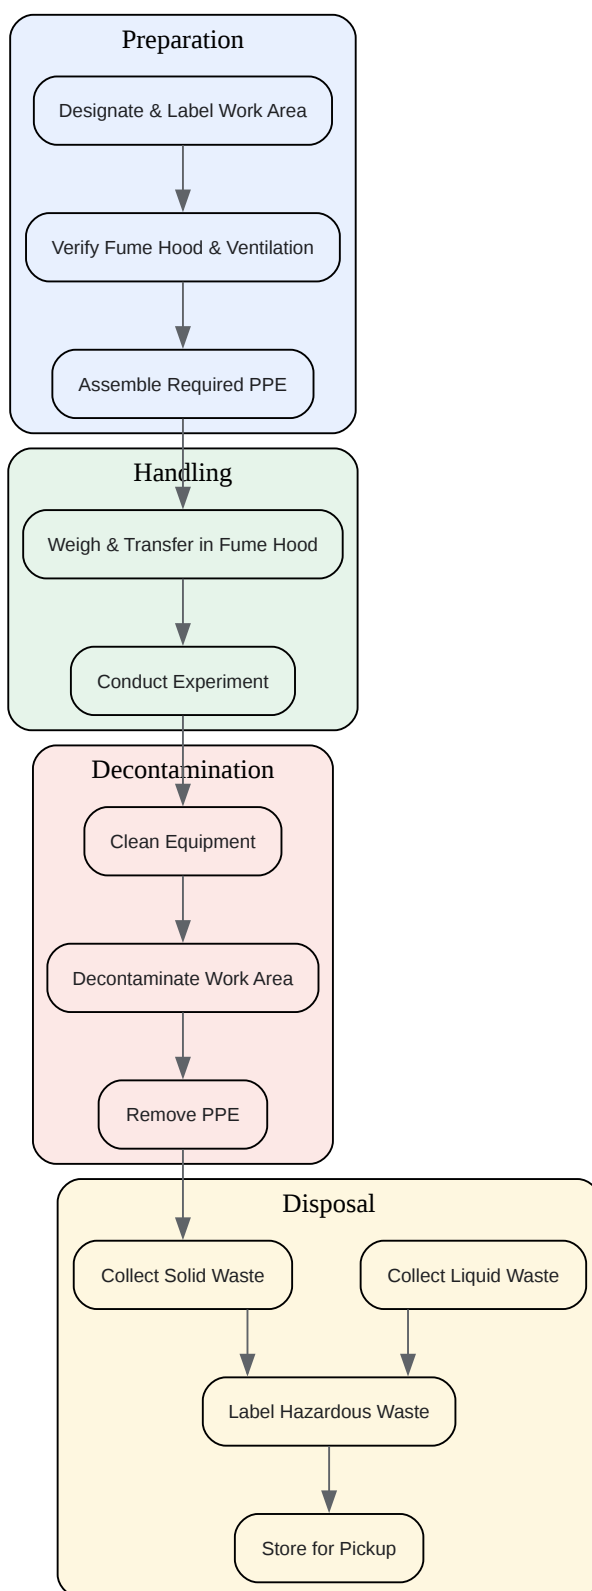 Preparation
Designate & Label Work Area
Verify Fume Hood & Ventilation
Assemble Required PPE
Handling
Weigh & Transfer in Fume Hood
Conduct Experiment
Decontamination
Clean Equipment
Decontaminate Work Area
Remove PPE
Disposal
Collect Solid Waste
Collect Liquid Waste
Label Hazardous Waste
Store for Pickup